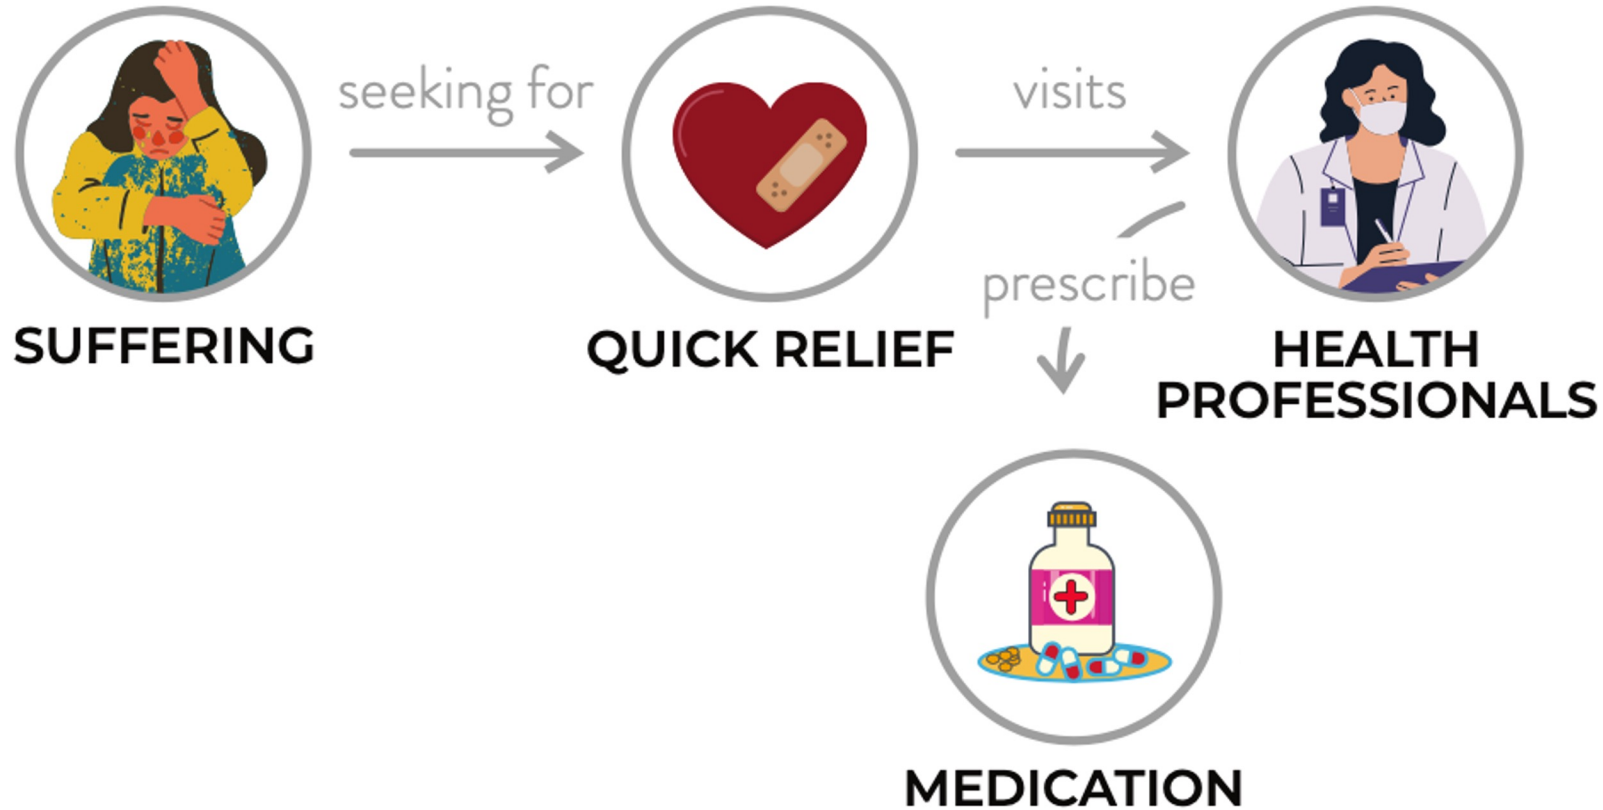 seeking for
visits
prescribe
SUFFERING
QUICK RELIEF
HEALTH
PROFESSIONALS
MEDICATION